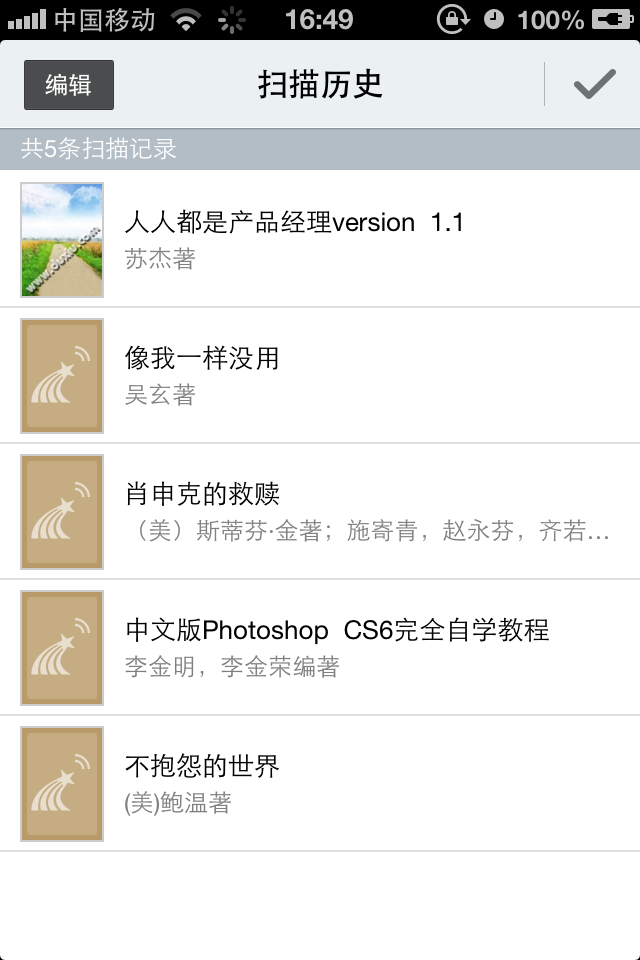 中国移动 16:49 100%
编辑 扫描历史
共5条扫描记录
人人都是产品经理version 1.1
苏杰著
像我一样没用
吴玄著
肖申克的救赎
（美）斯蒂芬·金著；施寄青，赵永芬，齐若...
中文版Photoshop CS6完全自学教程
李金明，李金荣编著
不抱怨的世界
(美)鲍温著